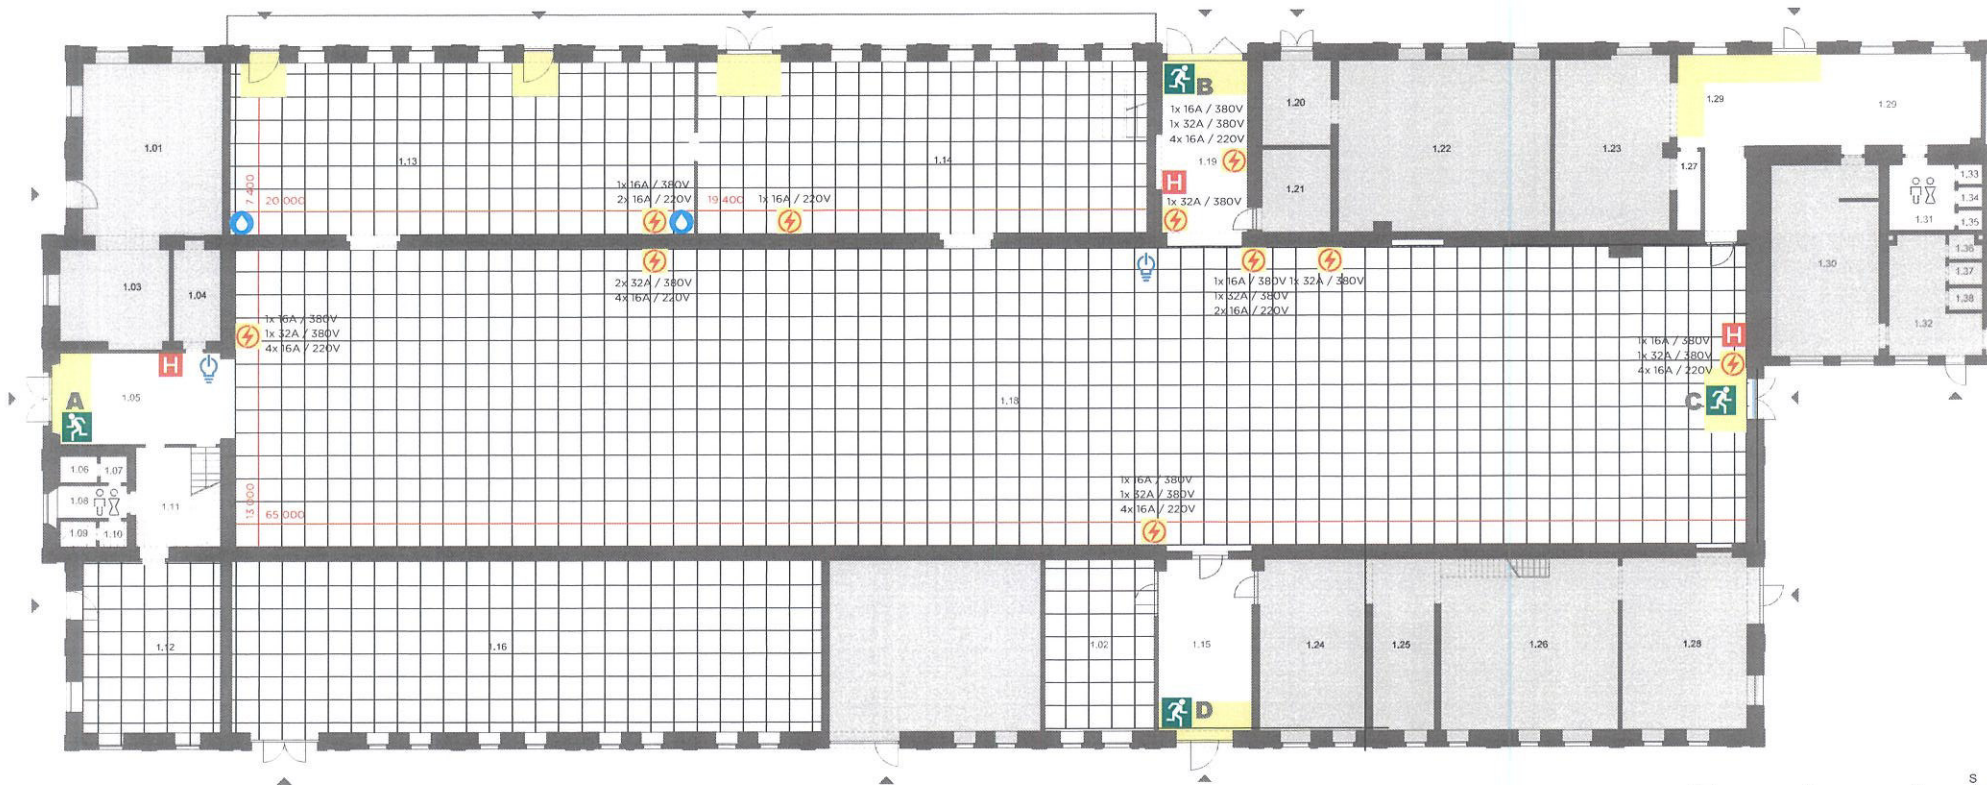 B
1x 16A / 380V
1x 32A / 380V
4x 16A / 220V
1.19
H
1x 32A / 380V
1.01
1.13
7 400
20 000
1x 16A / 380V
2x 16A / 220V
19 400
1x 16A / 220V
1.14
1.20
1.21
1.22
1.23
1.29
1.29
1.27
1.33
1.34
1.35
1.31
1.36
1.37
1.38
1.32
1.30
1.03
1.04
2x 32A / 380V
4x 16A / 220V
1x 16A / 380V
1x 32A / 380V
2x 16A / 220V
1x 32A / 380V
1x 16A / 380V
1x 32A / 380V
4x 16A / 220V
H
1x 16A / 380V
1x 32A / 380V
4x 16A / 220V
H
A
1.05
1.18
C
1.06
1.07
1.08
1.09
1.10
1.11
13 000
65 000
1x 16A / 380V
1x 32A / 380V
4x 16A / 220V
1.12
1.16
1.02
1.15
D
1.24
1.25
1.26
1.28
S